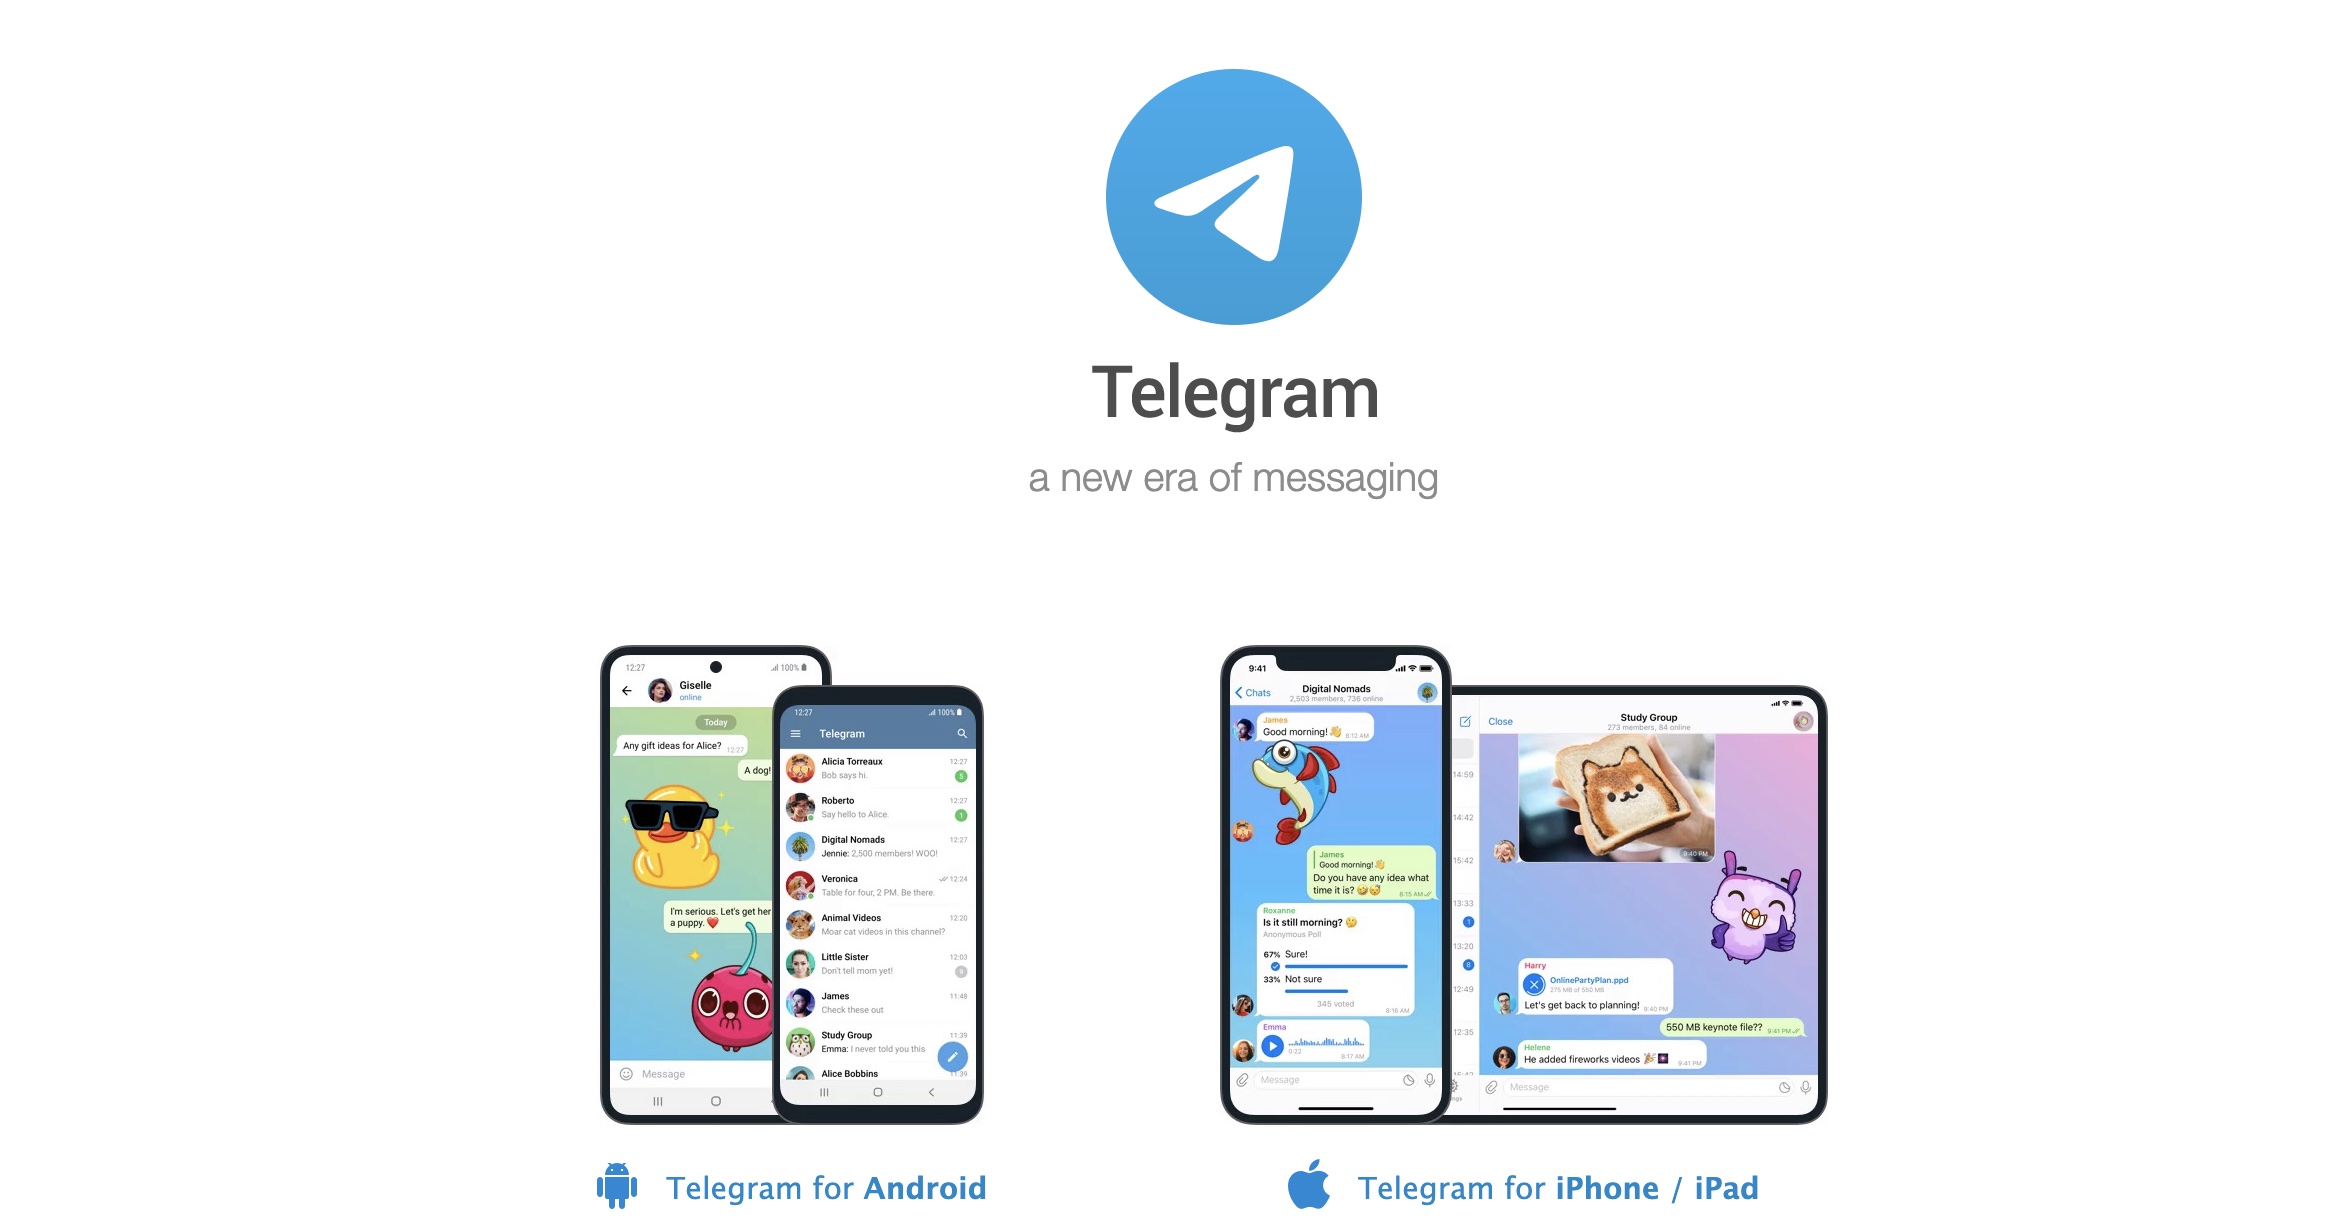 Telegram
a new era of messaging
12:27
100%
Giselle
online
Today
Any gift ideas for Alice?
12:27
A dog!
I'm serious. Let's get her
a puppy. ❤️
Message
12:27
100%
Telegram
Alicia Torreaux
12:27
Bob says hi.
5
Roberto
12:27
Say hello to Alice.
1
Digital Nomads
12:27
Jennie: 2,500 members! WOO!
Veronica
12:24
Table for four, 2 PM. Be there.
Animal Videos
12:20
Moar cat videos in this channel?
Little Sister
12:03
Don't tell mom yet!
9
James
11:48
Check these out
Study Group
11:39
Emma: I never told you this
Alice Bobbins
11:39
9:41
Chats
Digital Nomads
2,503 members, 736 online
James
Good morning! 👋
8:12 AM
James
Good morning! 👋
Do you have any idea what
time it is? 🤣😴
8:15 AM
Roxanne
Is it still morning? 🤔
Anonymous Poll
67% Sure!
33% Not sure
345 voted
8:16 AM
Emma
0:22
8:17 AM
Message
14:59
14:42
15:42
13:33
1
13:20
8
12:49
12:35
Close
Study Group
273 members, 84 online
9:40 PM
Harry
OnlinePartyPlan.ppd
275 MB of 550 MB
Let's get back to planning!
9:40 PM
550 MB keynote file??
9:41 PM
Helene
He added fireworks videos 🎉🎆
9:41 PM
Message
Telegram for Android
Telegram for iPhone / iPad